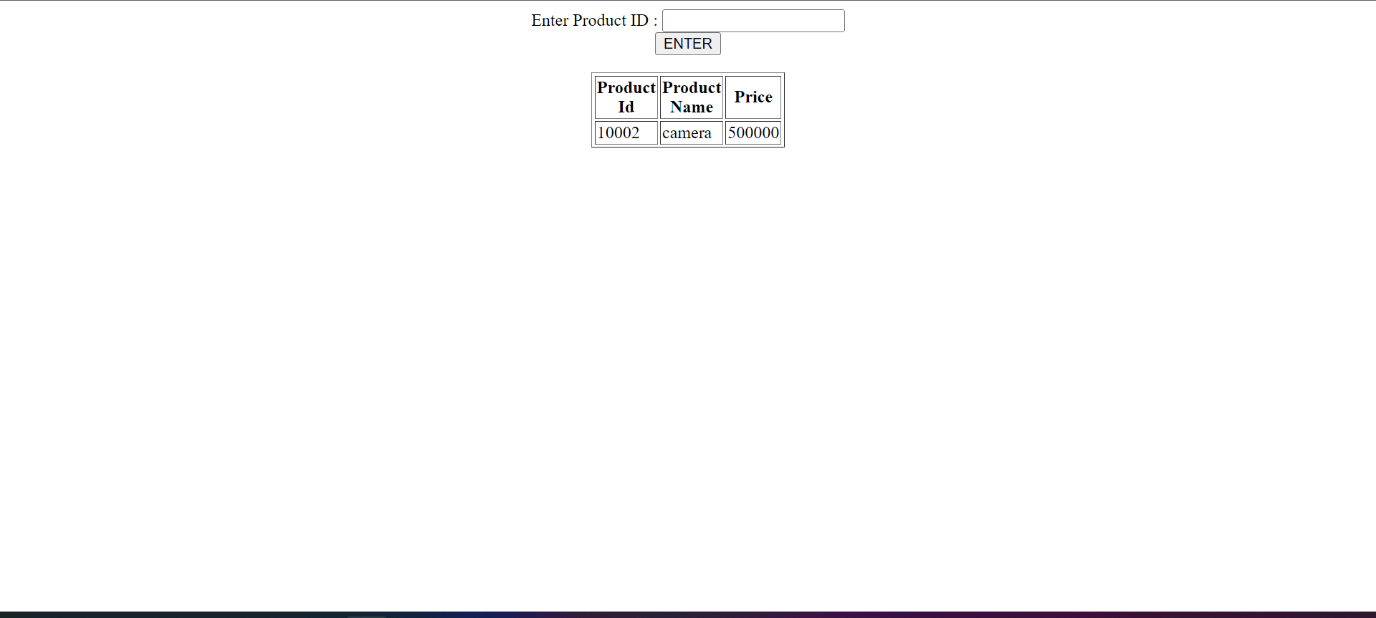 Enter Product ID :
ENTER
Product Id Product Name Price
10002 camera 500000